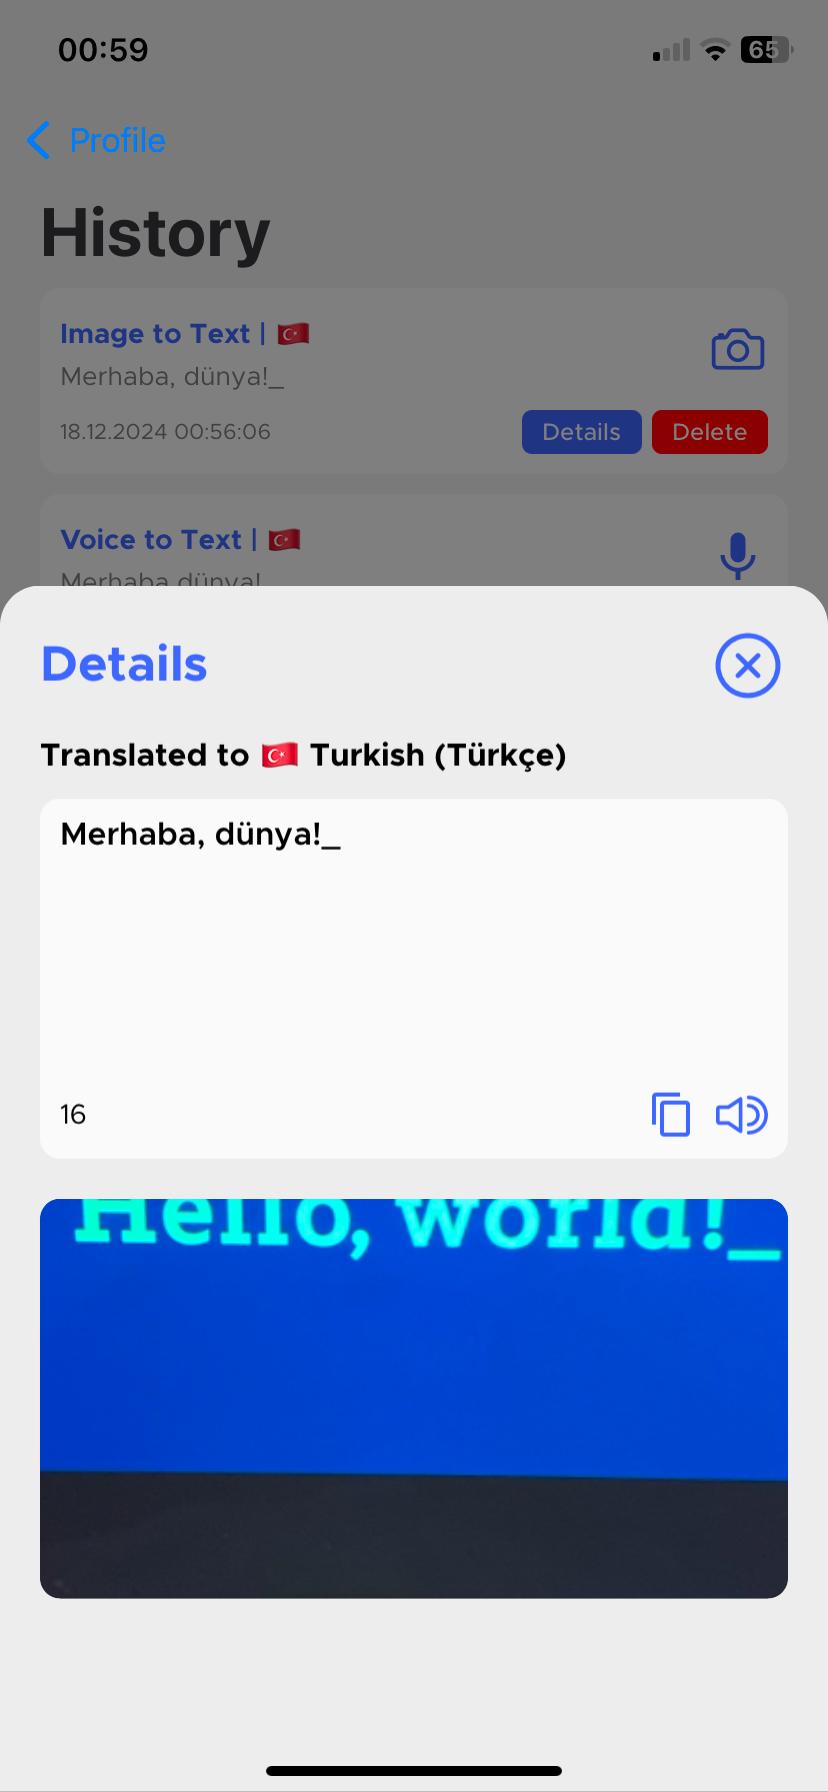 00:59
65
Profile
History
Image to Text |
Merhaba, dünya!_
18.12.2024 00:56:06
Details
Delete
Voice to Text |
Merhaba dünya!
Details
Translated to 🇹🇷 Turkish (Türkçe)
Merhaba, dünya!_
16
Hello, world!_